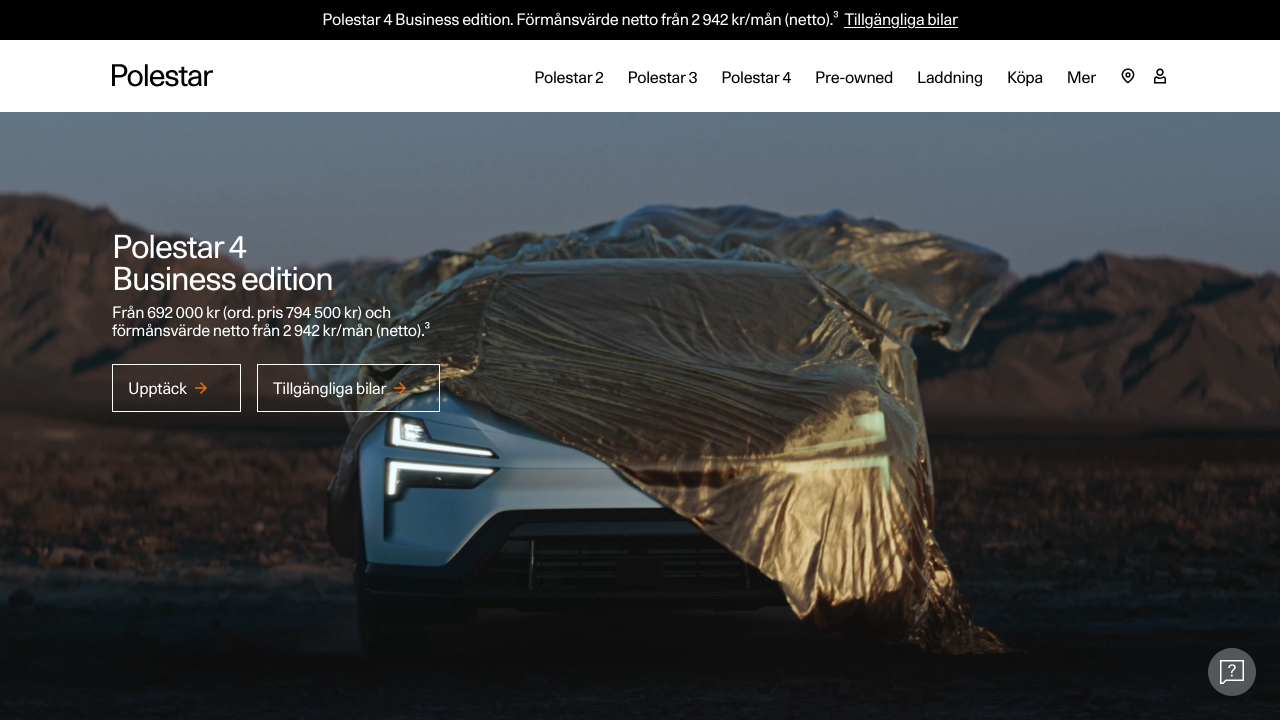 Polestar 4 Business edition. Förmånsvärde netto från 2 942 kr/mån (netto).³ Tillgängliga bilar
Polestar
Polestar 2
Polestar 3
Polestar 4
Pre-owned
Laddning
Köpa
Mer
Polestar 4
Business edition
Från 692 000 kr (ord. pris 794 500 kr) och
förmånsvärde netto från 2 942 kr/mån (netto).³
Upptäck
Tillgängliga bilar